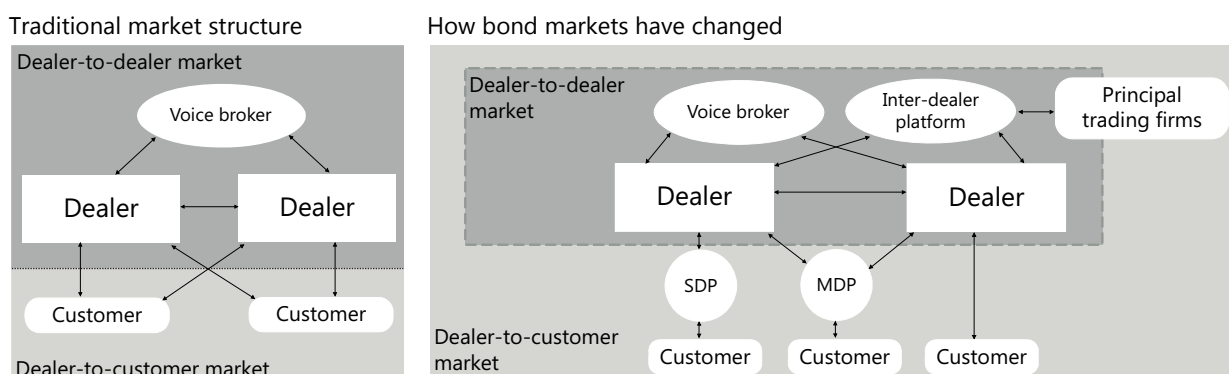 Traditional market structure
Dealer-to-dealer market
Voice broker
Dealer
Dealer
Customer
Customer
Dealer-to-customer market
How bond markets have changed
Dealer-to-dealer
market
Voice broker
Inter-dealer
platform
Principal
trading firms
Dealer
Dealer
SDP
MDP
Dealer-to-customer
market
Customer
Customer
Customer